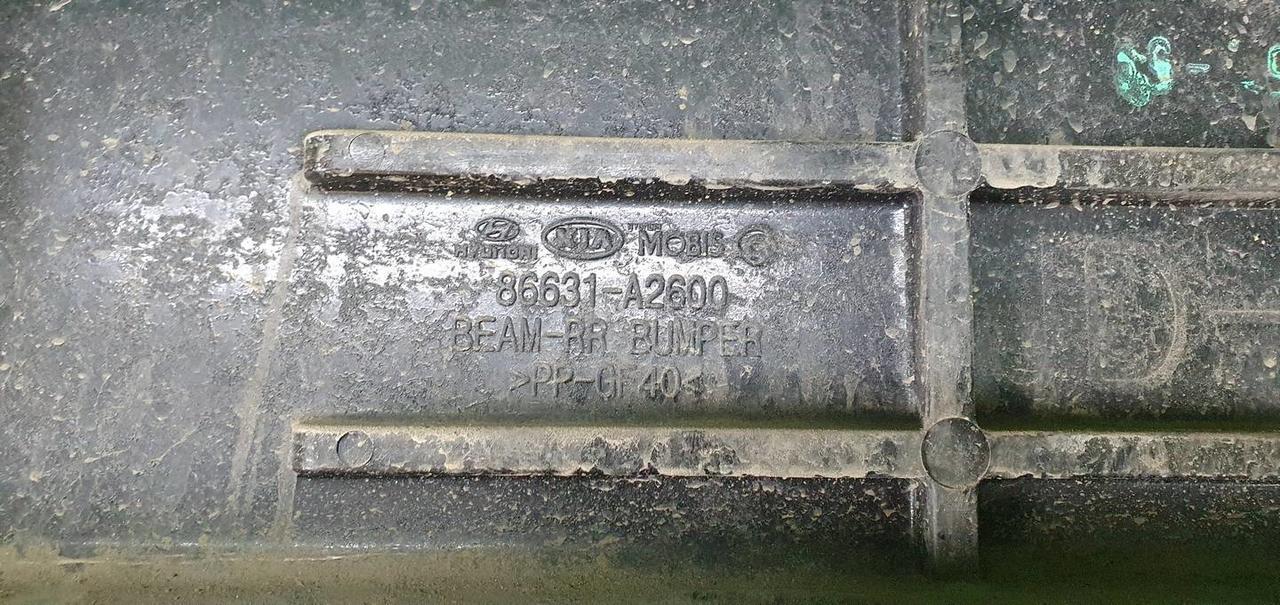 HYUNDAI KIA MOBIS
86631-A2600
BEAM-RR BUMPER
>PP-GF40<
D